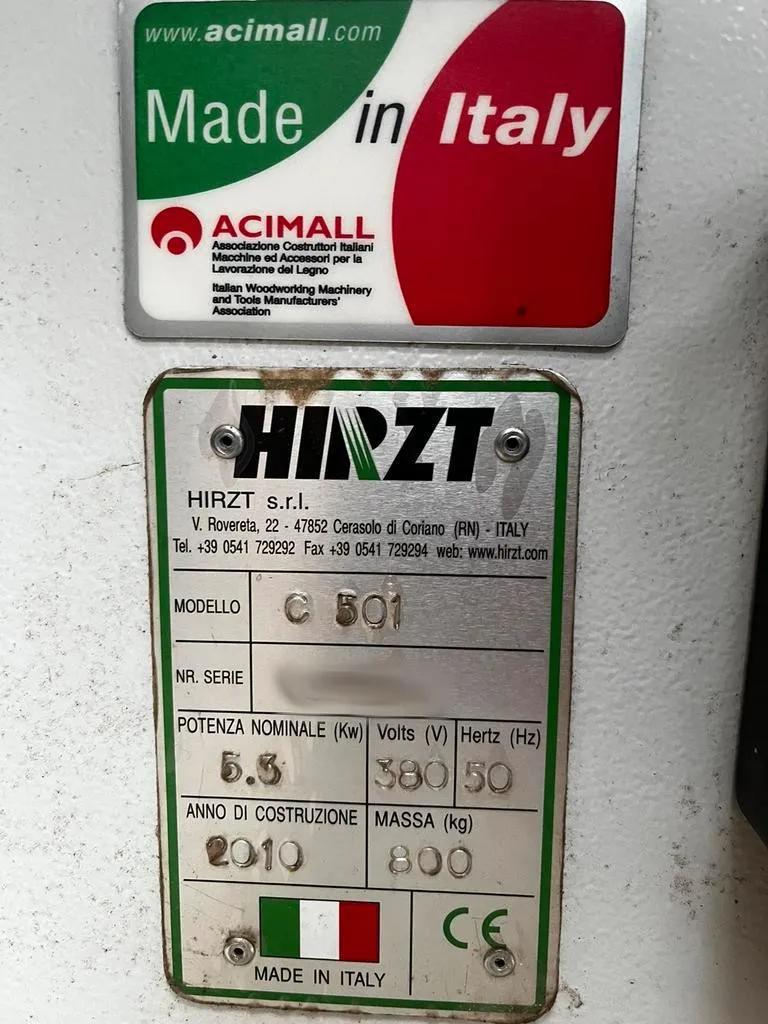 www.acimall.com
Made in Italy
ACIMALL
Associazione Costruttori Italiani
Macchine ed Accessori per la
Lavorazione del Legno
Italian Woodworking Machinery
and Tools Manufacturers'
Association
HIRZT
HIRZT s.r.l.
V. Rovereta, 22 - 47852 Cerasolo di Coriano (RN) - ITALY
Tel. +39 0541 729292 Fax +39 0541 729294 web: www.hirzt.com
MODELLO C 501
NR. SERIE
POTENZA NOMINALE (Kw) Volts (V) Hertz (Hz)
5.3 380 50
ANNO DI COSTRUZIONE MASSA (kg)
2010 800
CE
MADE IN ITALY